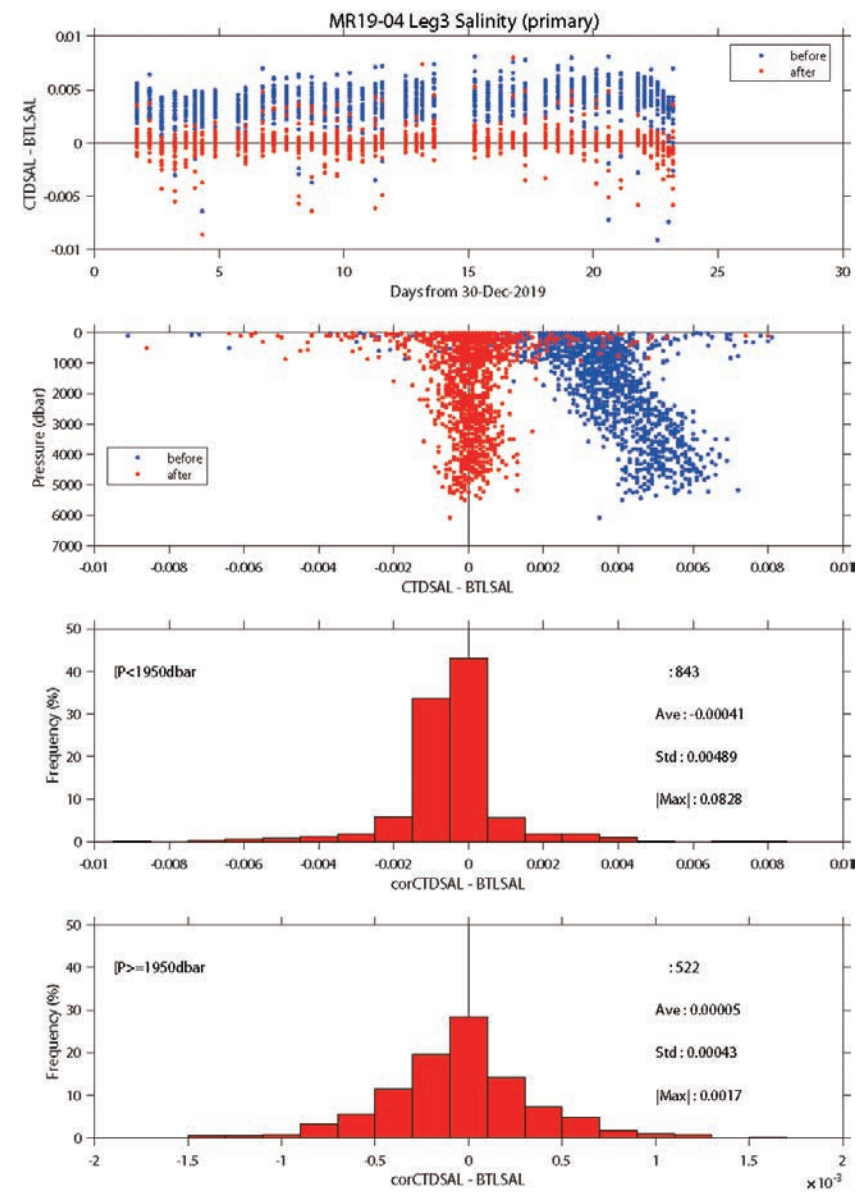 MR19-04 Leg3 Salinity (primary)
0.01
0.005
0
-0.005
-0.01
CTDSAL - BTLSAL
before
after
0 5 10 15 20 25 30
Days from 30-Dec-2019
0
1000
2000
3000
4000
5000
6000
7000
Pressure (dbar)
before
after
-0.01 -0.008 -0.006 -0.004 -0.002 0 0.002 0.004 0.006 0.008 0.01
CTDSAL - BTLSAL
50
40
30
20
10
0
Frequency (%)
[P<1950dbar :843
Ave : -0.00041
Std : 0.00489
|Max| : 0.0828
-0.01 -0.008 -0.006 -0.004 -0.002 0 0.002 0.004 0.006 0.008 0.01
corCTDSAL - BTLSAL
50
40
30
20
10
0
Frequency (%)
[P>=1950dbar :522
Ave : 0.00005
Std : 0.00043
|Max| : 0.0017
-2 -1.5 -1 -0.5 0 0.5 1 1.5 2
corCTDSAL - BTLSAL
×10-3